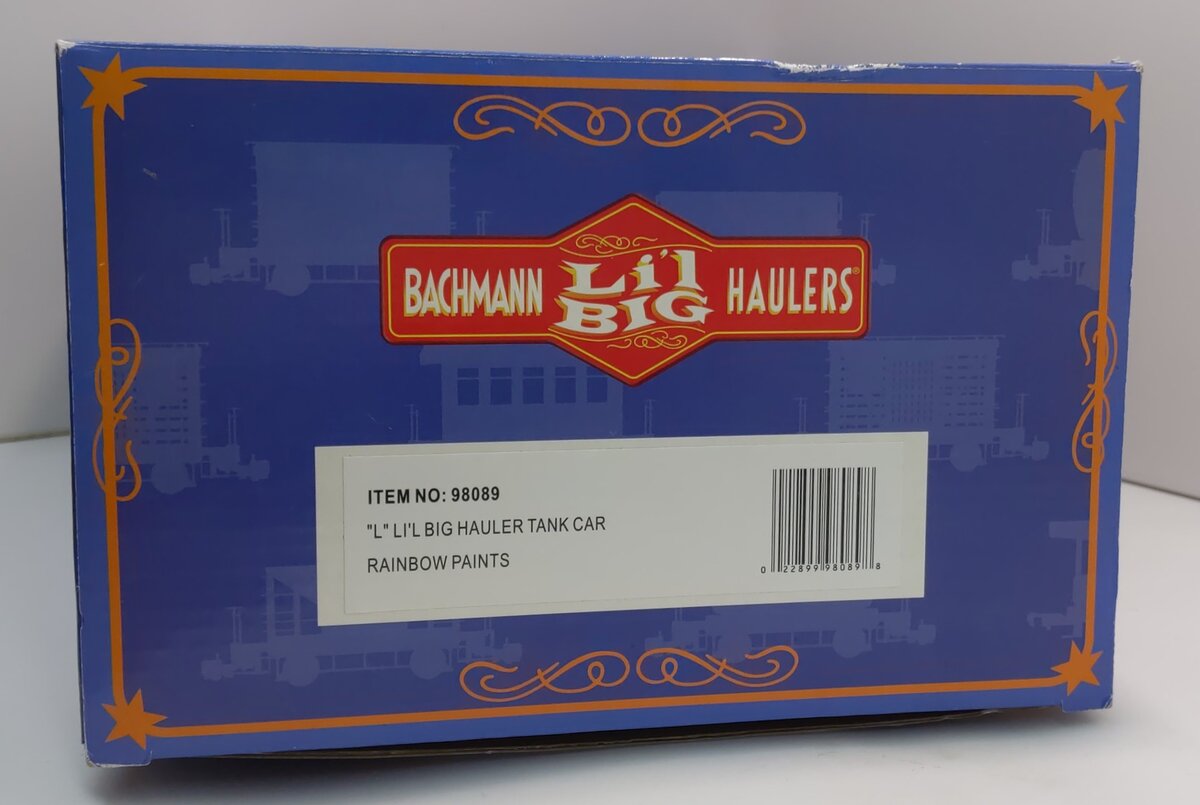 BACHMANN Li'l BIG HAULERS®
ITEM NO: 98089
"L" LI'L BIG HAULER TANK CAR
RAINBOW PAINTS
0 22899 98089 8